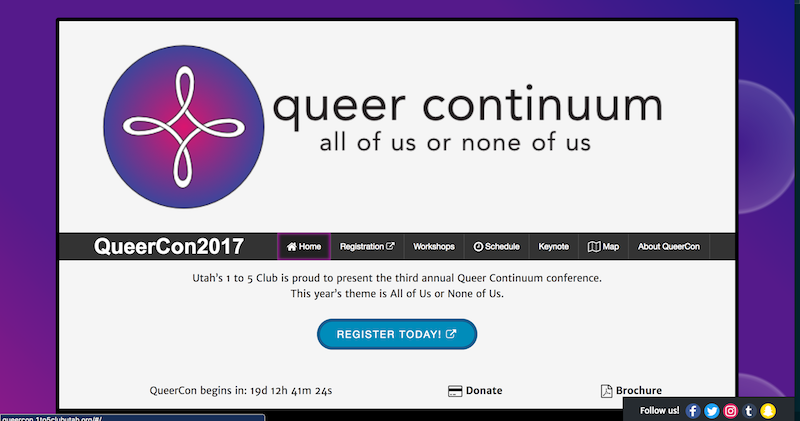 queer continuum
all of us or none of us
QueerCon2017 Home Registration Workshops Schedule Keynote Map About QueerCon
Utah's 1 to 5 Club is proud to present the third annual Queer Continuum conference.
This year's theme is All of Us or None of Us.
REGISTER TODAY!
QueerCon begins in: 19d 12h 41m 24s Donate Brochure
Follow us!
queercon.1to5clubutah.org/#/